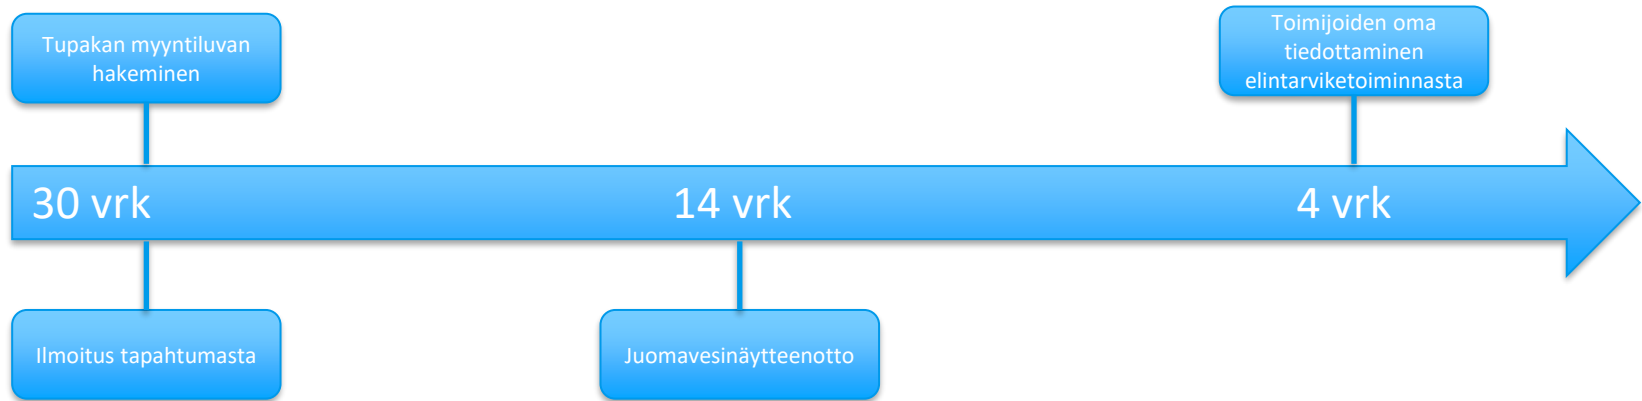 Tupakan myyntiluvan
hakeminen
Toimijoiden oma
tiedottaminen
elintarviketoiminnasta
30 vrk
14 vrk
4 vrk
Ilmoitus tapahtumasta
Juomavesinäytteenotto